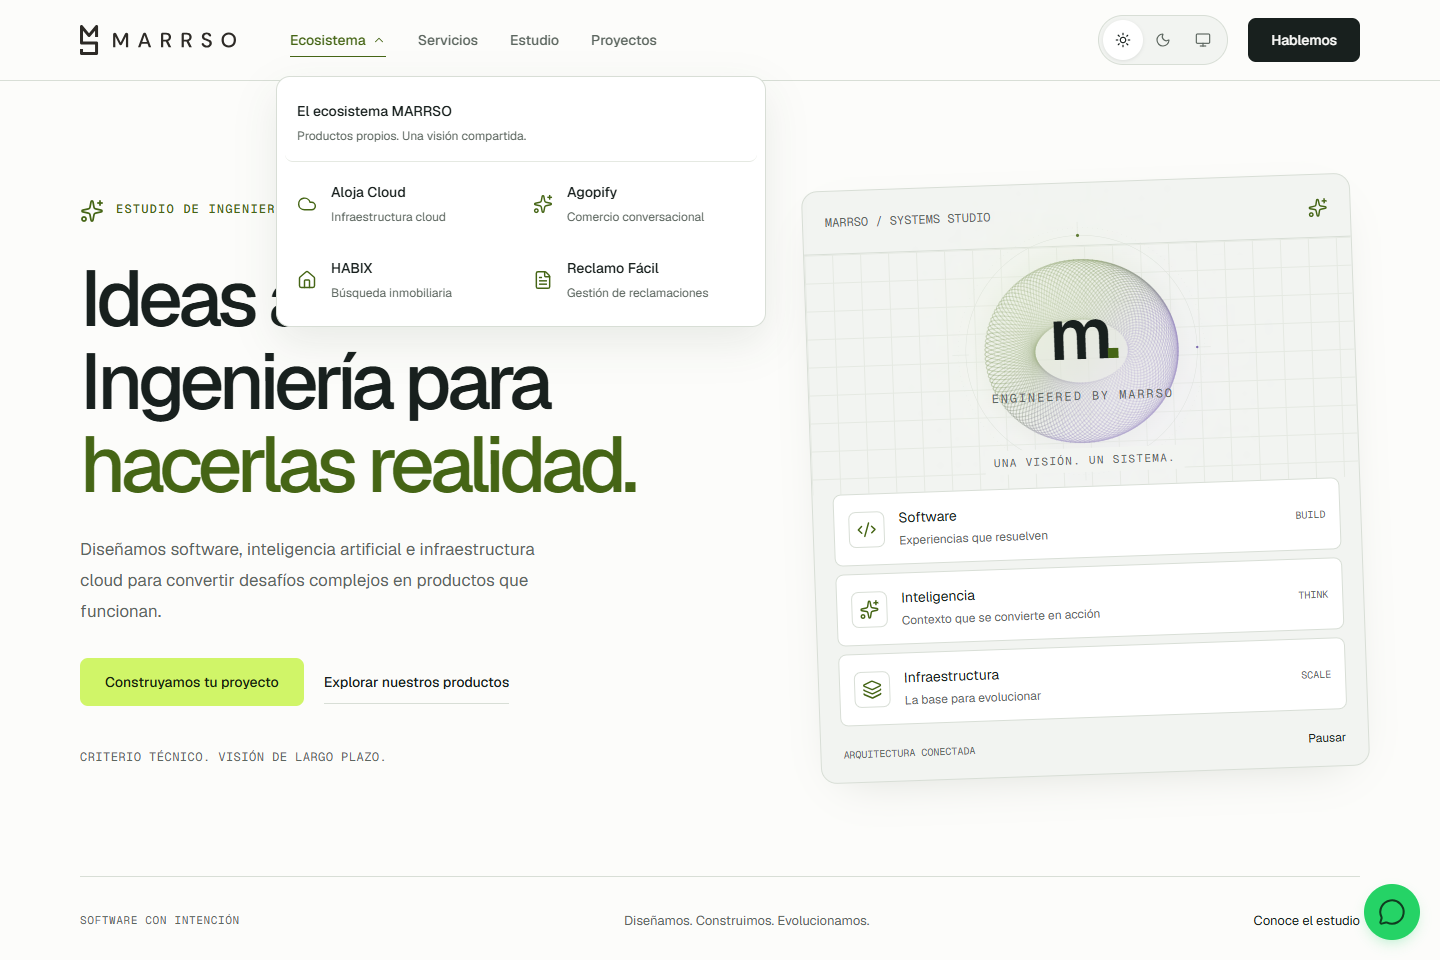 MARRSO
Ecosistema
Servicios
Estudio
Proyectos
Hablemos
El ecosistema MARRSO
Productos propios. Una visión compartida.
Aloja Cloud
Infraestructura cloud
Agopify
Comercio conversacional
HABIX
Búsqueda inmobiliaria
Reclamo Fácil
Gestión de reclamaciones
ESTUDIO DE
Ideas
Ingeniería para
hacerlas realidad.
Diseñamos software, inteligencia artificial e infraestructura
cloud para convertir desafíos complejos en productos que
funcionan.
Construyamos tu proyecto
Explorar nuestros productos
CRITERIO TÉCNICO. VISIÓN DE LARGO PLAZO.
MARRSO / SYSTEMS STUDIO
m.
ENGINEERED BY MARRSO
UNA VISIÓN. UN SISTEMA.
Software
Experiencias que resuelven
BUILD
Inteligencia
Contexto que se convierte en acción
THINK
Infraestructura
La base para evolucionar
SCALE
ARQUITECTURA CONECTADA
Pausar
SOFTWARE CON INTENCIÓN
Diseñamos. Construimos. Evolucionamos.
Conoce el estudio